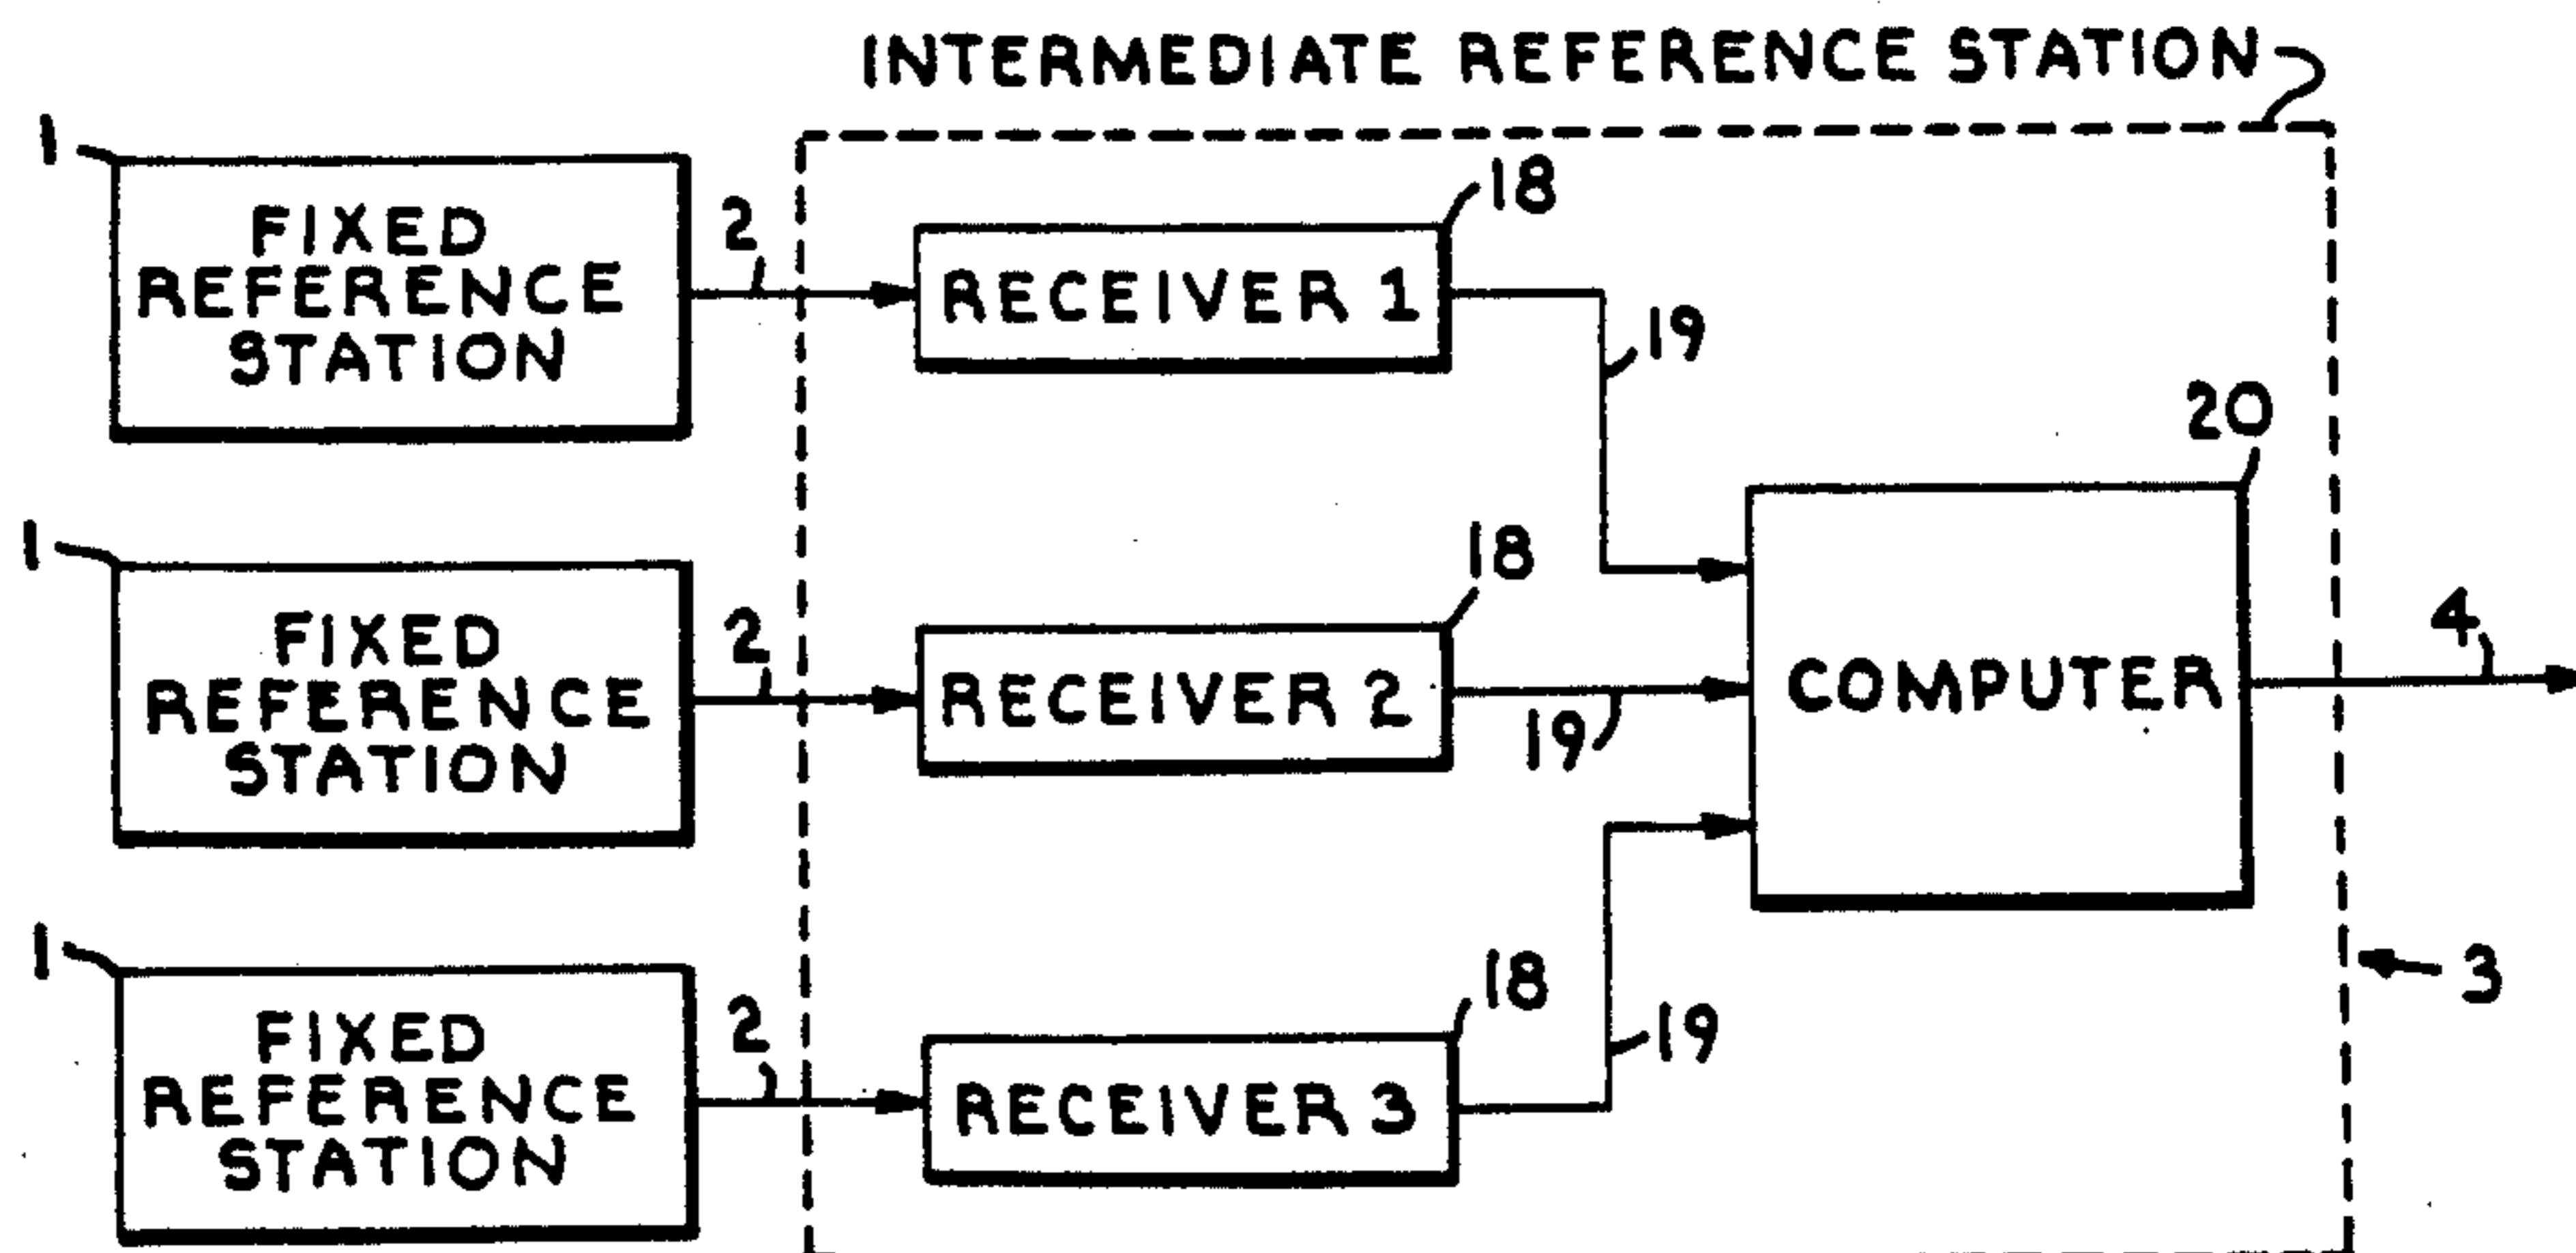 INTERMEDIATE REFERENCE STATION
1
FIXED
REFERENCE
STATION
2
18
RECEIVER 1
19
20
1
FIXED
REFERENCE
STATION
2
18
RECEIVER 2
19
COMPUTER
4
1
FIXED
REFERENCE
STATION
2
18
RECEIVER 3
19
3